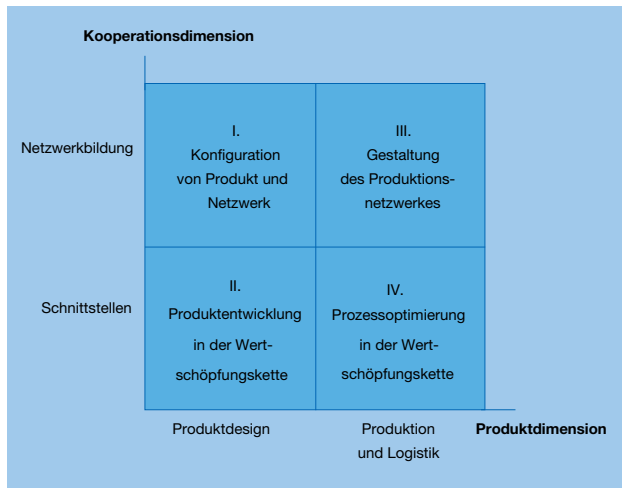 Kooperationsdimension
Netzwerkbildung
I.
Konfiguration
von Produkt und
Netzwerk
III.
Gestaltung
des Produktions-
netzwerkes
Schnittstellen
II.
Produktentwicklung
in der Wert-
schöpfungskette
IV.
Prozessoptimierung
in der Wert-
schöpfungskette
Produktdesign
Produktion
und Logistik
Produktdimension